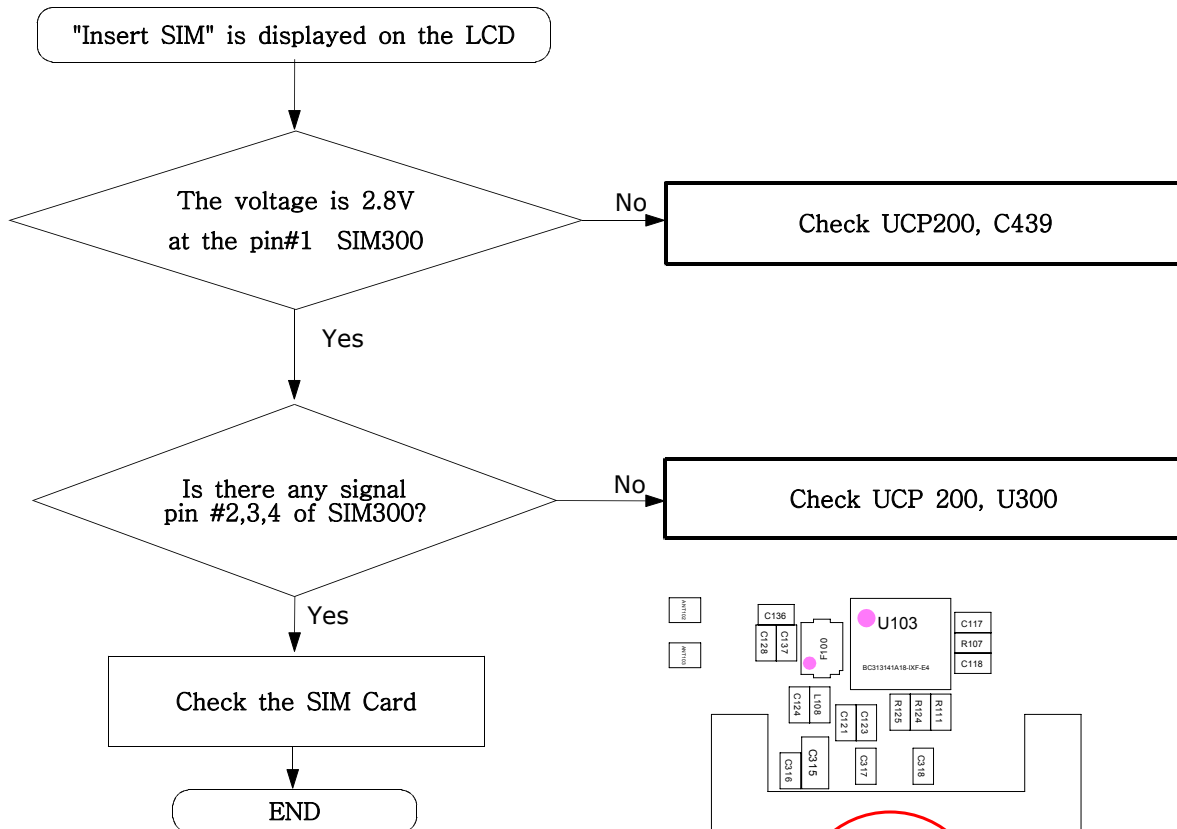 "Insert SIM" is displayed on the LCD
The voltage is 2.8V
at the pin#1 SIM300
No
Check UCP200, C439
Yes
Is there any signal
pin #2,3,4 of SIM300?
No
Check UCP 200, U300
Yes
Check the SIM Card
END
ANT102
ANT103
C136
C128
C137
F100
U103
BC313141A18-IXF-E4
C117
R107
C118
C124
L108
C121
C123
R125
R124
R111
C316
C315
C317
C318